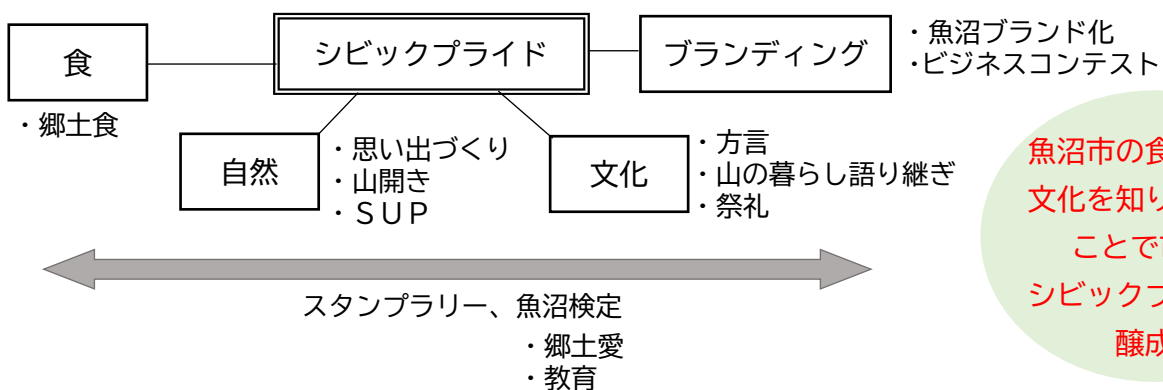 食
シビックプライド
ブランディング
・魚沼ブランド化
・ビジネスコンテスト
・郷土食
自然
・思い出づくり
・山開き
・ＳＵＰ
文化
・方言
・山の暮らし語り継ぎ
・祭礼
魚沼市の食
文化を知り
ことで
シビックプ
醸成
スタンプラリー、魚沼検定
・郷土愛
・教育